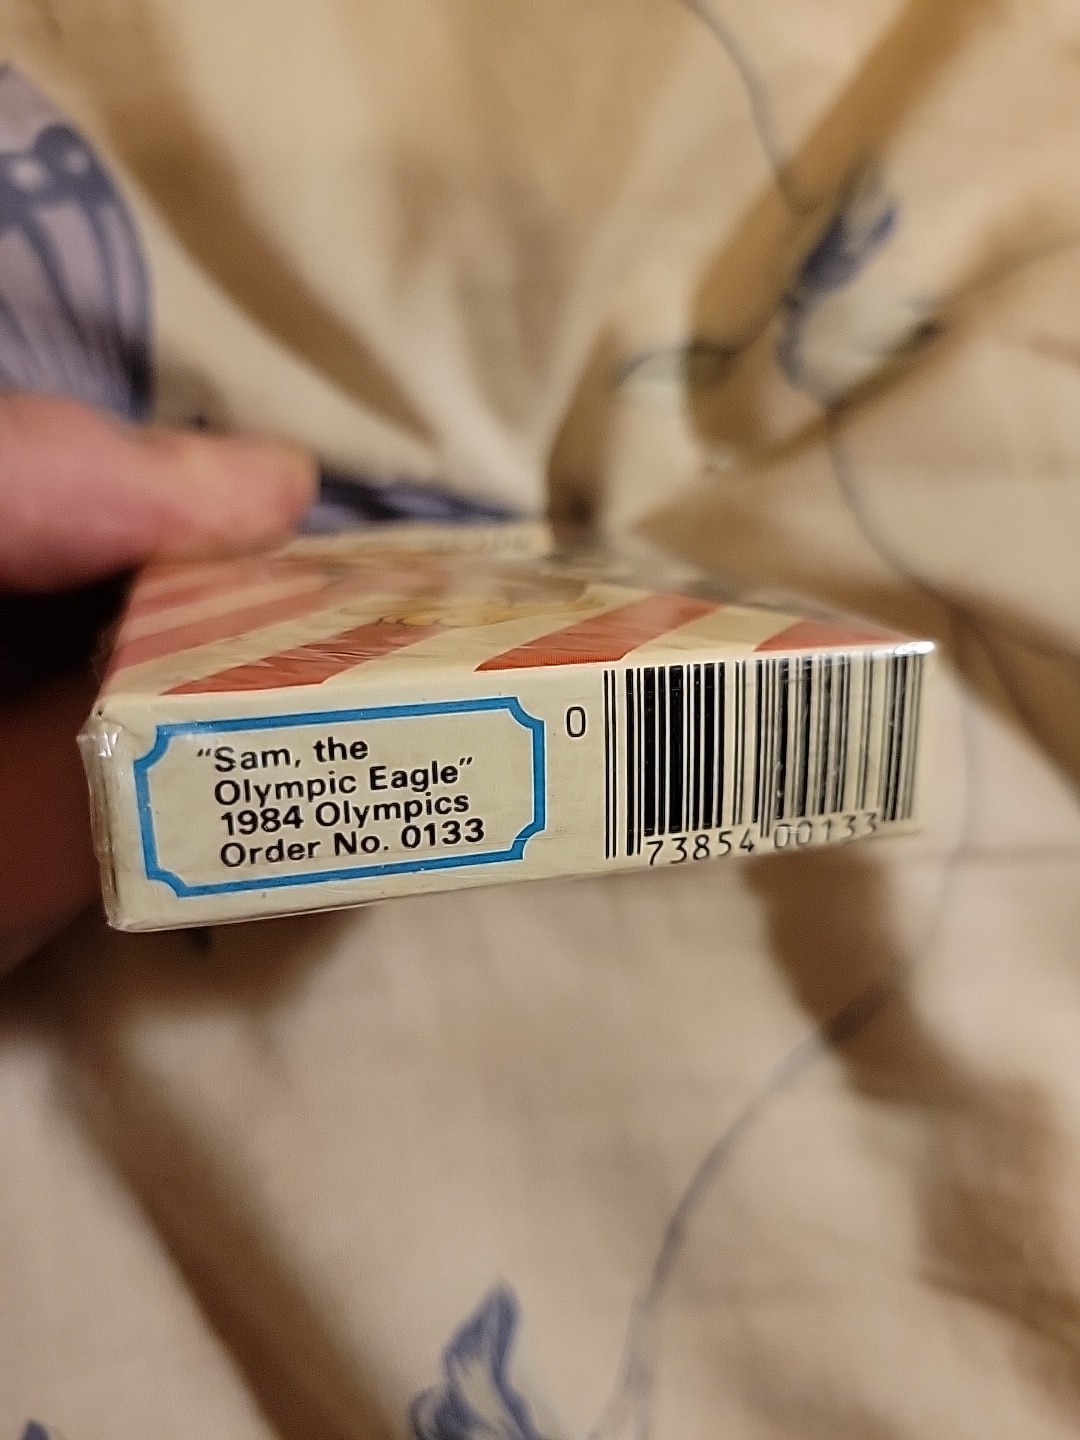 “Sam, the
Olympic Eagle”
1984 Olympics
Order No. 0133
0
73854 00133